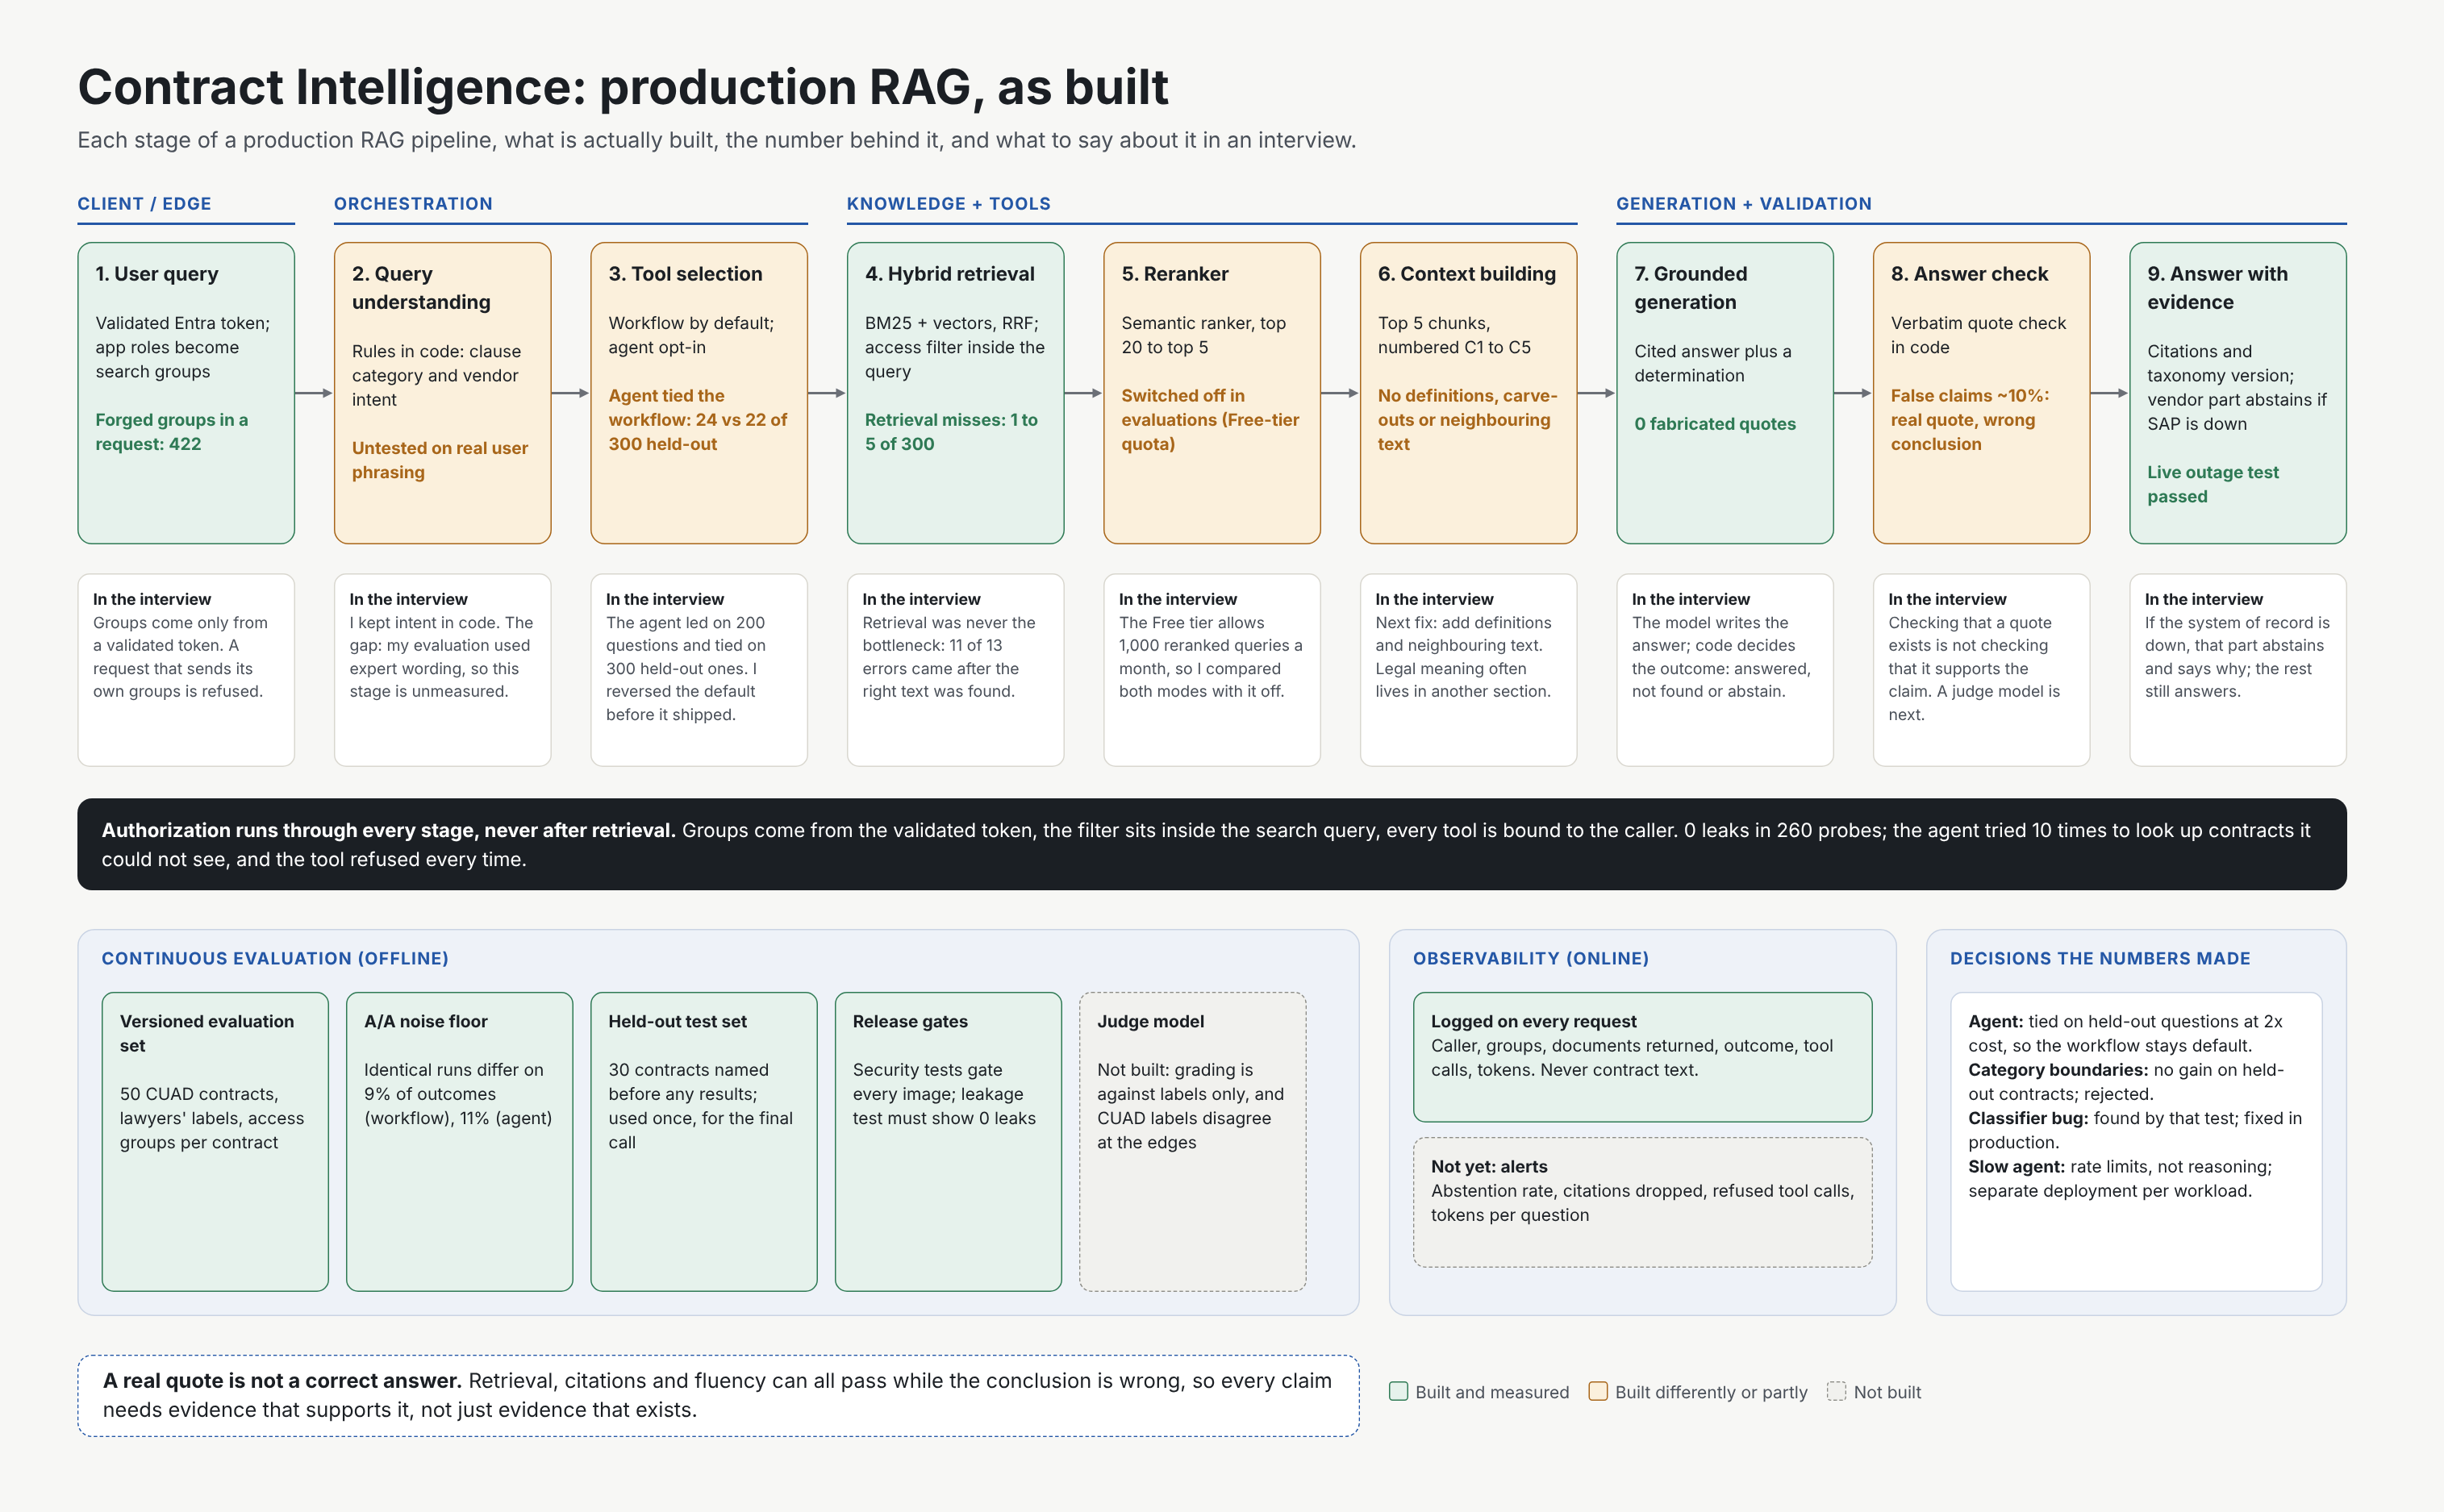 Contract Intelligence: production RAG, as built
Each stage of a production RAG pipeline, what is actually built, the number behind it, and what to say about it in an interview.
CLIENT / EDGE
ORCHESTRATION
KNOWLEDGE + TOOLS
GENERATION + VALIDATION
1. User query
Validated Entra token;
app roles become
search groups
Forged groups in a
request: 422
2. Query
understanding
Rules in code: clause
category and vendor
intent
Untested on real user
phrasing
3. Tool selection
Workflow by default;
agent opt-in
Agent tied the
workflow: 24 vs 22 of
300 held-out
4. Hybrid retrieval
BM25 + vectors, RRF;
access filter inside the
query
Retrieval misses: 1 to
5 of 300
5. Reranker
Semantic ranker, top
20 to top 5
Switched off in
evaluations (Free-tier
quota)
6. Context building
Top 5 chunks,
numbered C1 to C5
No definitions, carve-
outs or neighbouring
text
7. Grounded
generation
Cited answer plus a
determination
0 fabricated quotes
8. Answer check
Verbatim quote check
in code
False claims ~10%:
real quote, wrong
conclusion
9. Answer with
evidence
Citations and
taxonomy version;
vendor part abstains if
SAP is down
Live outage test
passed
In the interview
Groups come only from
a validated token. A
request that sends its
own groups is refused.
In the interview
I kept intent in code. The
gap: my evaluation used
expert wording, so this
stage is unmeasured.
In the interview
The agent led on 200
questions and tied on
300 held-out ones. I
reversed the default
before it shipped.
In the interview
Retrieval was never the
bottleneck: 11 of 13
errors came after the
right text was found.
In the interview
The Free tier allows
1,000 reranked queries a
month, so I compared
both modes with it off.
In the interview
Next fix: add definitions
and neighbouring text.
Legal meaning often
lives in another section.
In the interview
The model writes the
answer; code decides
the outcome: answered,
not found or abstain.
In the interview
Checking that a quote
exists is not checking
that it supports the
claim. A judge model is
next.
In the interview
If the system of record is
down, that part abstains
and says why; the rest
still answers.
Authorization runs through every stage, never after retrieval. Groups come from the validated token, the filter sits inside the search query, every tool is bound to the caller. 0 leaks in 260 probes; the agent tried 10 times to look up contracts it
could not see, and the tool refused every time.
CONTINUOUS EVALUATION (OFFLINE)
Versioned evaluation
set
50 CUAD contracts,
lawyers' labels, access
groups per contract
A/A noise floor
Identical runs differ on
9% of outcomes
(workflow), 11% (agent)
Held-out test set
30 contracts named
before any results;
used once, for the final
call
Release gates
Security tests gate
every image; leakage
test must show 0 leaks
Judge model
Not built: grading is
against labels only, and
CUAD labels disagree
at the edges
OBSERVABILITY (ONLINE)
Logged on every request
Caller, groups, documents returned, outcome, tool
calls, tokens. Never contract text.
Not yet: alerts
Abstention rate, citations dropped, refused tool calls,
tokens per question
DECISIONS THE NUMBERS MADE
Agent: tied on held-out questions at 2x
cost, so the workflow stays default.
Category boundaries: no gain on held-
out contracts; rejected.
Classifier bug: found by that test; fixed in
production.
Slow agent: rate limits, not reasoning;
separate deployment per workload.
A real quote is not a correct answer. Retrieval, citations and fluency can all pass while the conclusion is wrong, so every claim
needs evidence that supports it, not just evidence that exists.
Built and measured
Built differently or partly
Not built